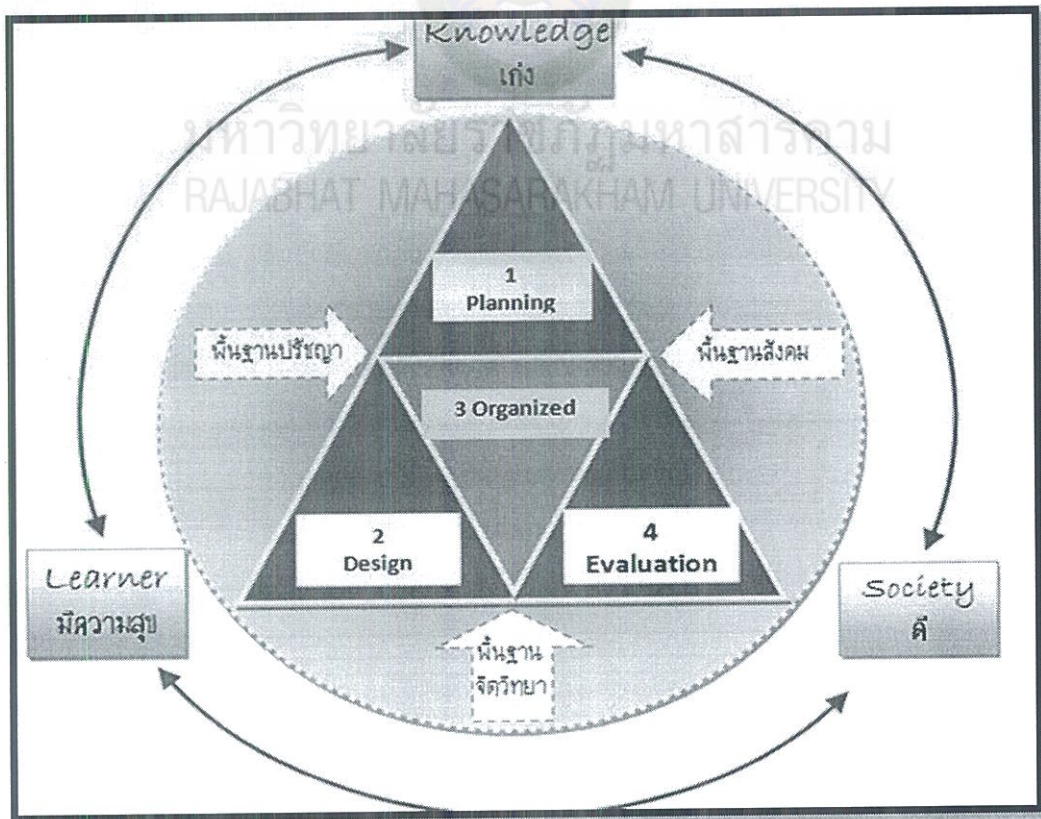 Knowledge
เก่ง
มหาวิทยาลัยราชภัฏมหาสารคาม
RAJABHAT MAHASARAKHAM UNIVERSITY
1
Planning
พื้นฐานปรัชญา
พื้นฐานสังคม
3 Organized
2
Design
4
Evaluation
Learner
มีความสุข
Society
ดี
พื้นฐาน
จิตวิทยา